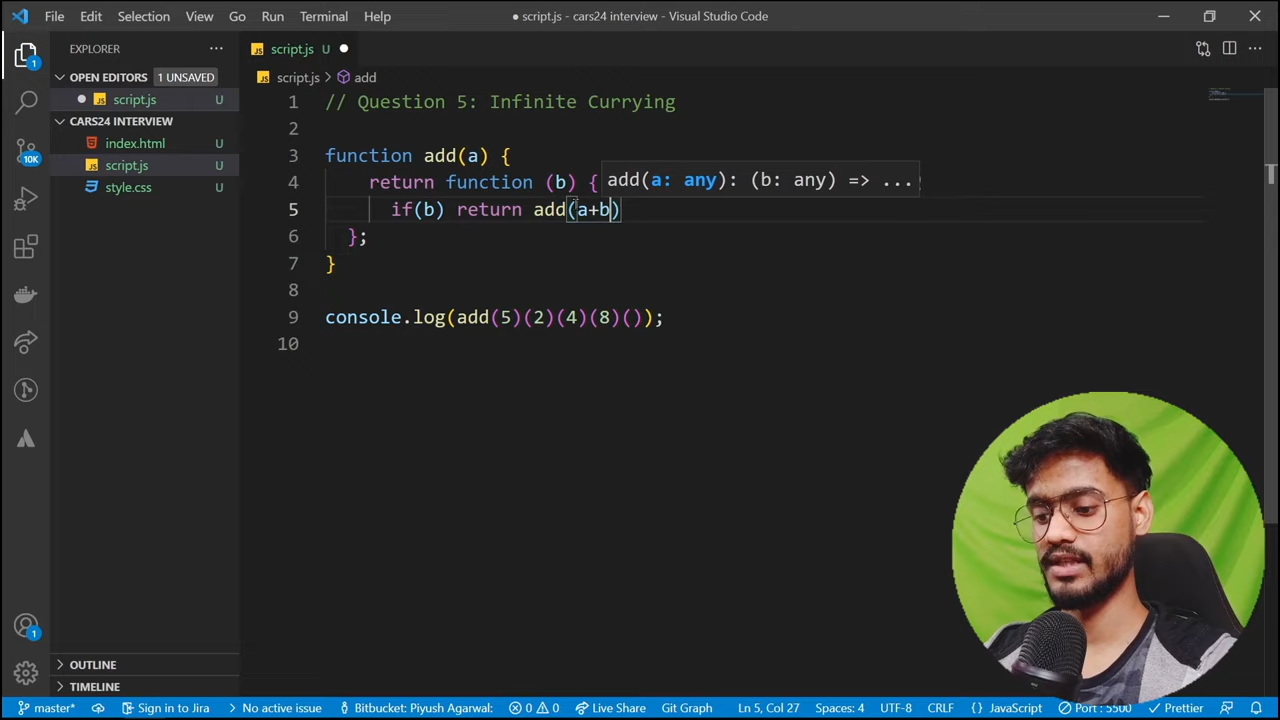 File Edit Selection View Go Run Terminal Help
● script.js - cars24 interview - Visual Studio Code
EXPLORER ...
OPEN EDITORS 1 UNSAVED
● script.js U
CARS24 INTERVIEW
index.html U
script.js U
style.css U
OUTLINE
TIMELINE
1
10K
1
script.js U ●
script.js > add
1 // Question 5: Infinite Currying
2
3 function add(a) {
add(a: any): (b: any) => ...
4 return function (b) {
5 if(b) return add(a+b)
6 };
7 }
8
9 console.log(add(5)(2)(4)(8)());
10
master* Sign in to Jira No active issue Bitbucket: Piyush Agarwal: 0 0 Live Share Git Graph Ln 5, Col 27 Spaces: 4 UTF-8 CRLF {} JavaScript Port : 5500 Prettier